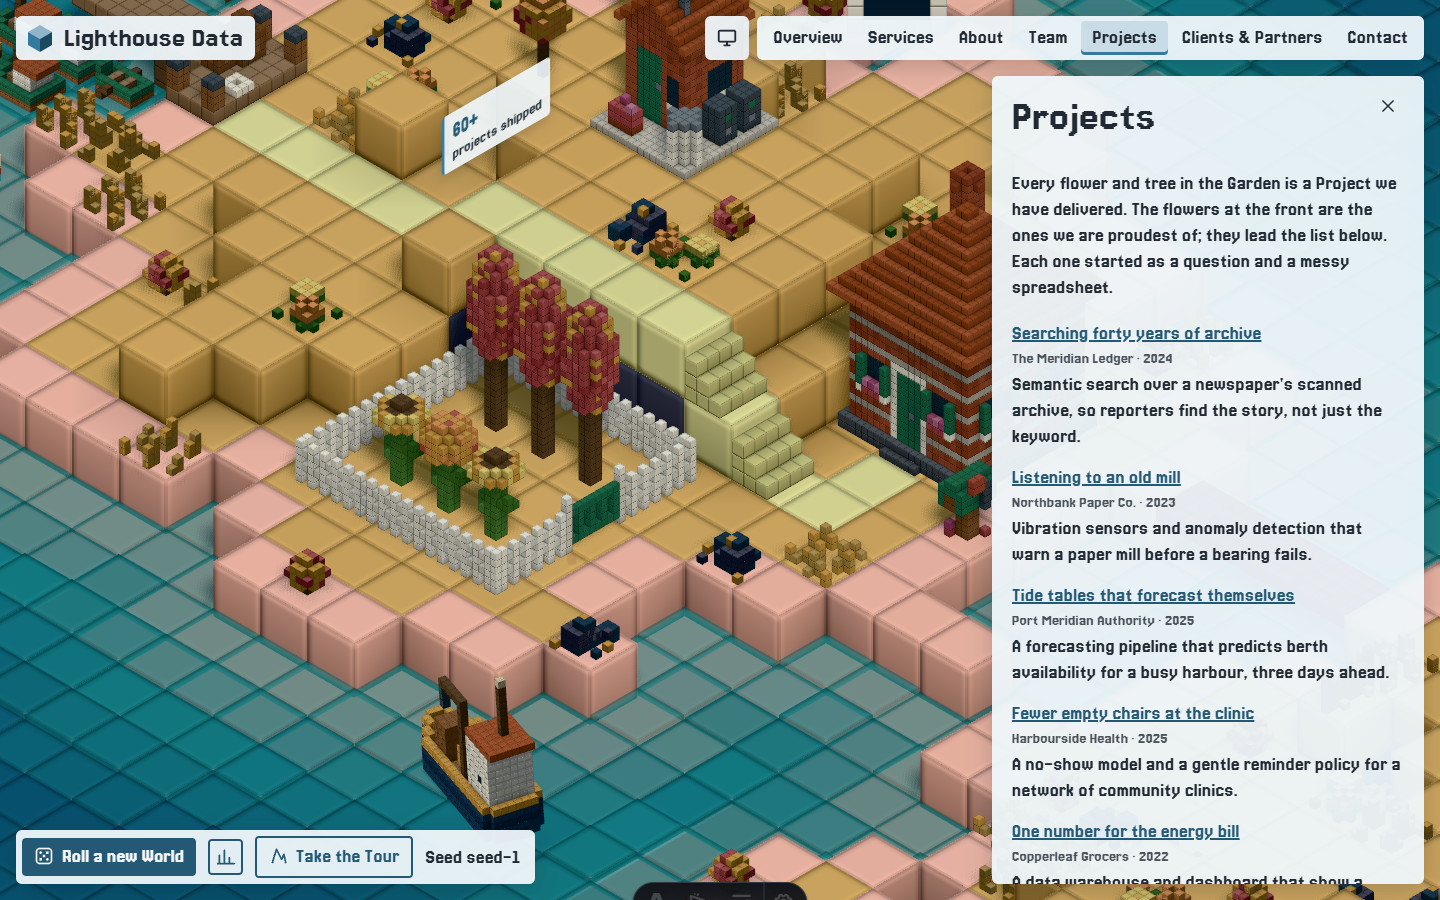 Lighthouse Data
Overview
Services
About
Team
Projects
Clients & Partners
Contact
60+
projects shipped
Projects
Every flower and tree in the Garden is a Project we
have delivered. The flowers at the front are the
ones we are proudest of; they lead the list below.
Each one started as a question and a messy
spreadsheet.
Searching forty years of archive
The Meridian Ledger · 2024
Semantic search over a newspaper's scanned
archive, so reporters find the story, not just the
keyword.
Listening to an old mill
Northbank Paper Co. · 2023
Vibration sensors and anomaly detection that
warn a paper mill before a bearing fails.
Tide tables that forecast themselves
Port Meridian Authority · 2025
A forecasting pipeline that predicts berth
availability for a busy harbour, three days ahead.
Fewer empty chairs at the clinic
Harbourside Health · 2025
A no-show model and a gentle reminder policy for a
network of community clinics.
One number for the energy bill
Copperleaf Grocers · 2022
A data warehouse and dashboard that show a
Roll a new World
Take the Tour
Seed seed-1